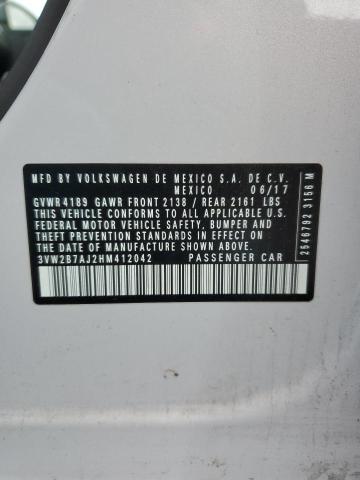 MFD BY VOLKSWAGEN DE MEXICO S.A. DE C.V.
MEXICO 06/17
GVWR 4189 GAWR FRONT 2138 / REAR 2161 LBS
THIS VEHICLE CONFORMS TO ALL APPLICABLE U.S.
FEDERAL MOTOR VEHICLE SAFETY, BUMPER AND
THEFT PREVENTION STANDARDS IN EFFECT ON THE
DATE OF MANUFACTURE SHOWN ABOVE.
3VW2B7AJ2HM412042 PASSENGER CAR
2546792 3156 M